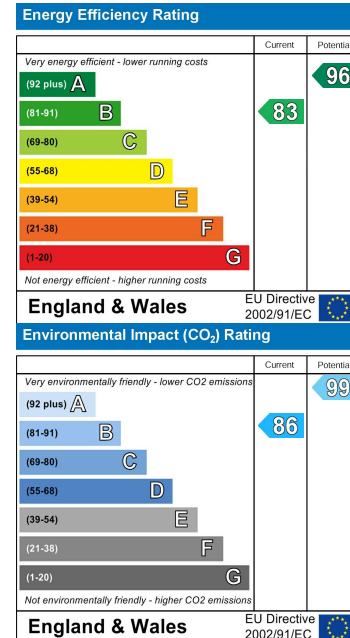 Energy Efficiency Rating
Current Potentia
Very energy efficient - lower running costs
(92 plus) A
(81-91) B
(69-80) C
(55-68) D
(39-54) E
(21-38) F
(1-20) G
83
96
Not energy efficient - higher running costs
England & Wales
EU Directive
2002/91/EC
Environmental Impact (CO₂) Rating
Current Potentia
Very environmentally friendly - lower CO2 emissions
(92 plus) A
(81-91) B
(69-80) C
(55-68) D
(39-54) E
(21-38) F
(1-20) G
86
99
Not environmentally friendly - higher CO2 emissions
England & Wales
EU Directive
2002/91/EC